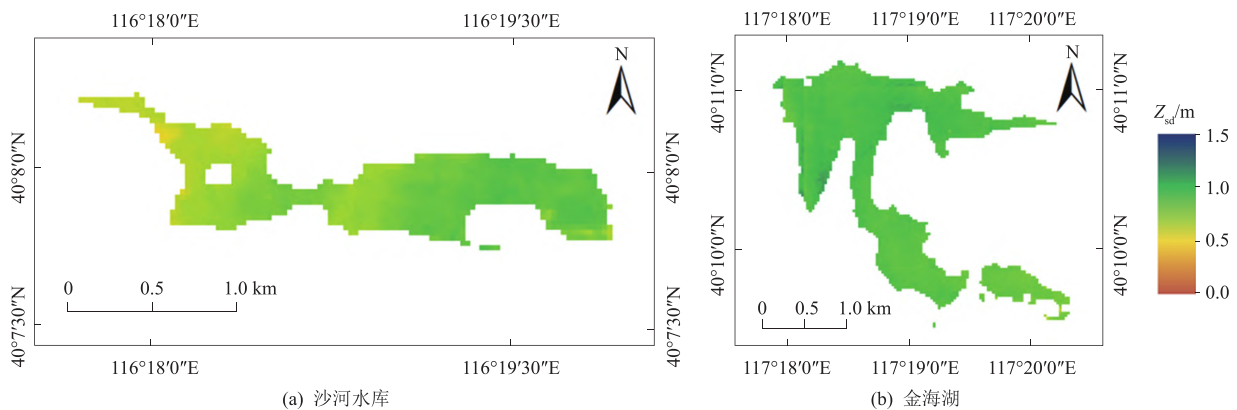 116°18′0″E 116°19′30″E
N
40°8′0″N
40°7′30″N
0 0.5 1.0 km
40°8′0″N
40°7′30″N
116°18′0″E 116°19′30″E
(a) 沙河水库
117°18′0″E 117°19′0″E 117°20′0″E
N
40°11′0″N
40°10′0″N
0 0.5 1.0 km
40°11′0″N
40°10′0″N
117°18′0″E 117°19′0″E 117°20′0″E
(b) 金海湖
Zsd/m
1.5
1.0
0.5
0.0